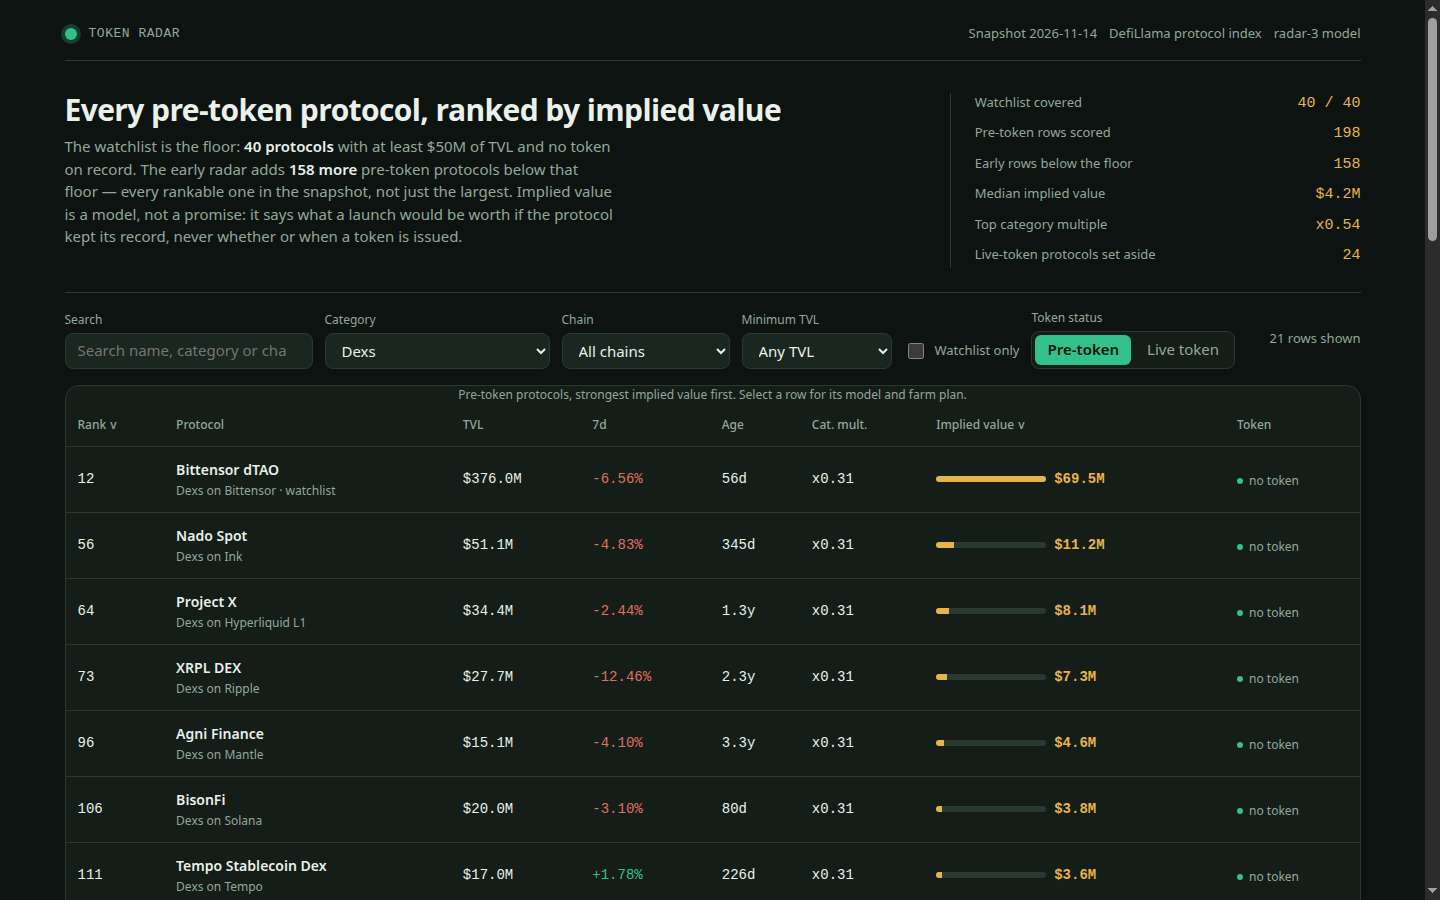 TOKEN RADAR
Snapshot 2026-11-14 DefiLlama protocol index radar-3 model
Every pre-token protocol, ranked by implied value
The watchlist is the floor: 40 protocols with at least $50M of TVL and no token
on record. The early radar adds 158 more pre-token protocols below that
floor — every rankable one in the snapshot, not just the largest. Implied value
is a model, not a promise: it says what a launch would be worth if the protocol
kept its record, never whether or when a token is issued.
Watchlist covered 40 / 40
Pre-token rows scored 198
Early rows below the floor 158
Median implied value $4.2M
Top category multiple x0.54
Live-token protocols set aside 24
Search Category Chain Minimum TVL Token status
Search name, category or cha Dexs All chains Any TVL Watchlist only Pre-token Live token 21 rows shown
Pre-token protocols, strongest implied value first. Select a row for its model and farm plan.
Rank v Protocol TVL 7d Age Cat. mult. Implied value v Token
12 Bittensor dTAO $376.0M -6.56% 56d x0.31 $69.5M no token
Dexs on Bittensor · watchlist
56 Nado Spot $51.1M -4.83% 345d x0.31 $11.2M no token
Dexs on Ink
64 Project X $34.4M -2.44% 1.3y x0.31 $8.1M no token
Dexs on Hyperliquid L1
73 XRPL DEX $27.7M -12.46% 2.3y x0.31 $7.3M no token
Dexs on Ripple
96 Agni Finance $15.1M -4.10% 3.3y x0.31 $4.6M no token
Dexs on Mantle
106 BisonFi $20.0M -3.10% 80d x0.31 $3.8M no token
Dexs on Solana
111 Tempo Stablecoin Dex $17.0M +1.78% 226d x0.31 $3.6M no token
Dexs on Tempo